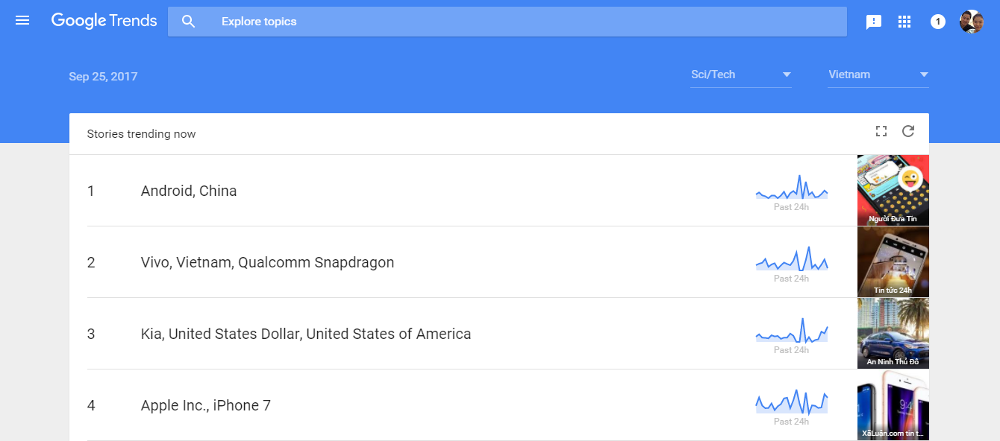 Google Trends
Explore topics
1
Sep 25, 2017
Sci/Tech
Vietnam
Stories trending now
1
Android, China
Past 24h
Người Đưa Tin
2
Vivo, Vietnam, Qualcomm Snapdragon
Past 24h
Tin tức 24h
3
Kia, United States Dollar, United States of America
Past 24h
An Ninh Thủ Đô
4
Apple Inc., iPhone 7
Past 24h
9:4
XãLuận.com tin t...